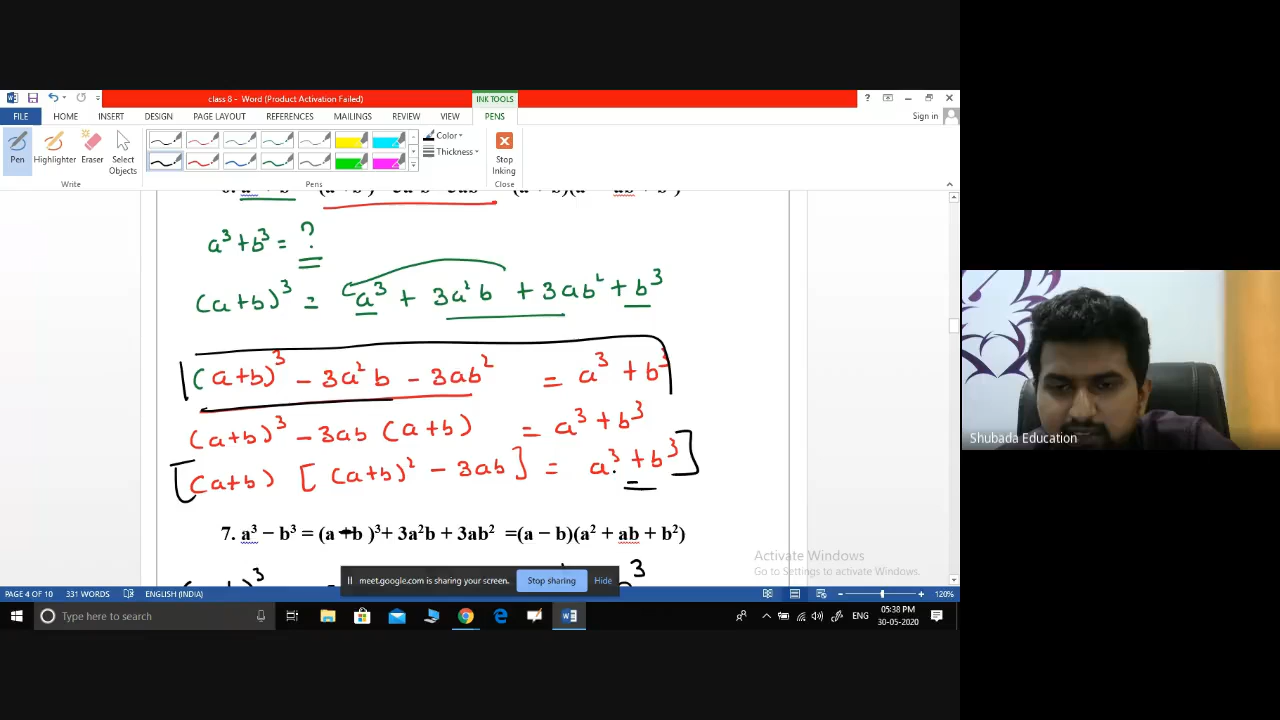 class 8 - Word (Product Activation Failed)
INK TOOLS
FILE HOME INSERT DESIGN PAGE LAYOUT REFERENCES MAILINGS REVIEW VIEW PENS
Sign in
Pen Highlighter Eraser Select Objects
Color
Thickness
Stop Inking
Write Pens Close
a³ + b³ = ?
(a+b)³ = a³ + 3a²b + 3ab² + b³
(a+b)³ - 3a²b - 3ab² = a³ + b³
(a+b)³ - 3ab (a+b) = a³ + b³
[(a+b) [(a+b)² - 3ab] = a³ + b³]
7. a³ − b³ = (a +b )³+ 3a²b + 3ab² =(a − b)(a² + ab + b²)
Shubada Education
Activate Windows
Go to Settings to activate Windows.
meet.google.com is sharing your screen. Stop sharing Hide
PAGE 4 OF 10 331 WORDS ENGLISH (INDIA) 120%
Type here to search
ENG
05:38 PM
30-05-2020